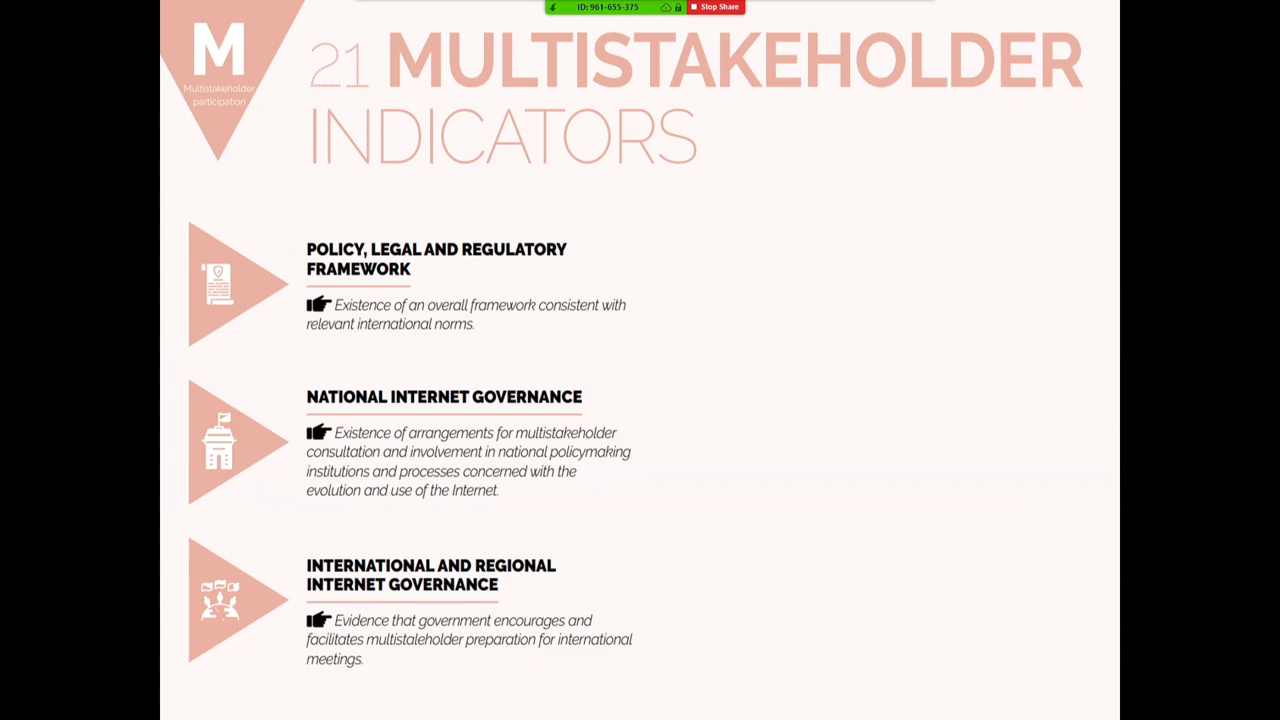 ID: 961-655-375
Stop Share
M
Multistakeholder
participation
21 MULTISTAKEHOLDER
INDICATORS
POLICY, LEGAL AND REGULATORY
FRAMEWORK
Existence of an overall framework consistent with
relevant international norms.
NATIONAL INTERNET GOVERNANCE
Existence of arrangements for multistakeholder
consultation and involvement in national policymaking
institutions and processes concerned with the
evolution and use of the Internet.
INTERNATIONAL AND REGIONAL
INTERNET GOVERNANCE
Evidence that government encourages and
facilitates multistaleholder preparation for international
meetings.